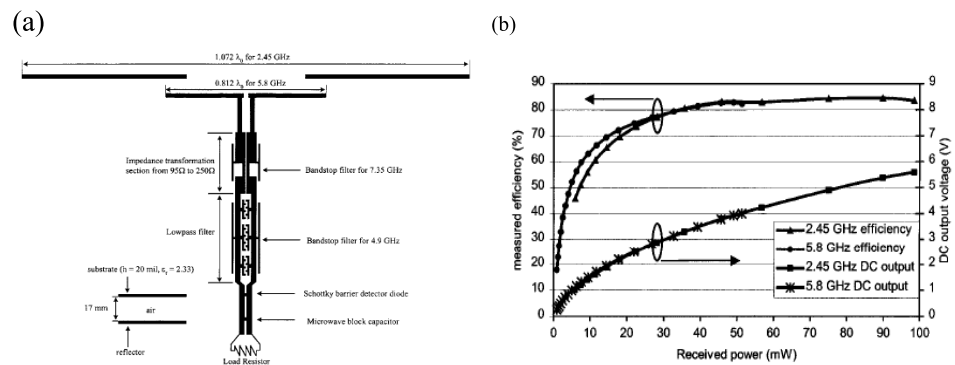 (a)
1.072 λ₀ for 2.45 GHz
0.812 λ₀ for 5.8 GHz
Impedance transformation
section from 95Ω to 250Ω
Bandstop filter for 7.35 GHz
Lowpass filter
Bandstop filter for 4.9 GHz
substrate (h = 20 mil, εᵣ = 2.33)
17 mm
air
reflector
Schottky barrier detector diode
Microwave block capacitor
Load Resistor
(b)
measured efficiency (%)
90
80
70
60
50
40
30
20
10
0
9
8
7
6
5
4
3
2
1
0
DC output voltage (V)
2.45 GHz efficiency
5.8 GHz efficiency
2.45 GHz DC output
5.8 GHz DC output
0 10 20 30 40 50 60 70 80 90 100
Received power (mW)